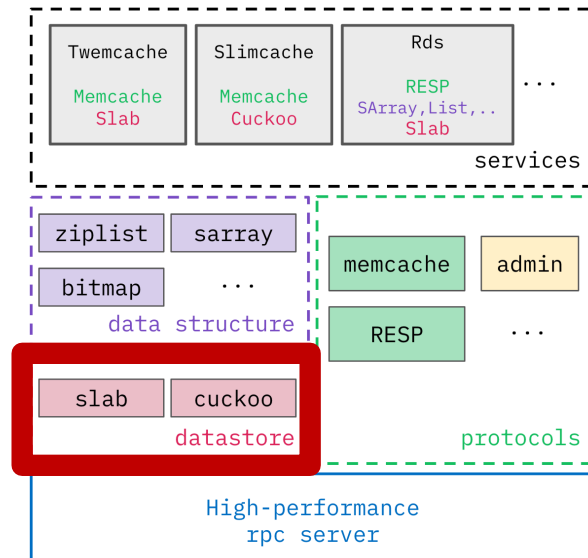 Twemcache
Memcache
Slab
Slimcache
Memcache
Cuckoo
Rds
RESP
SArray,List,..
Slab
...
services
ziplist
sarray
bitmap
...
data structure
memcache
admin
RESP
...
protocols
slab
cuckoo
datastore
High-performance
rpc server